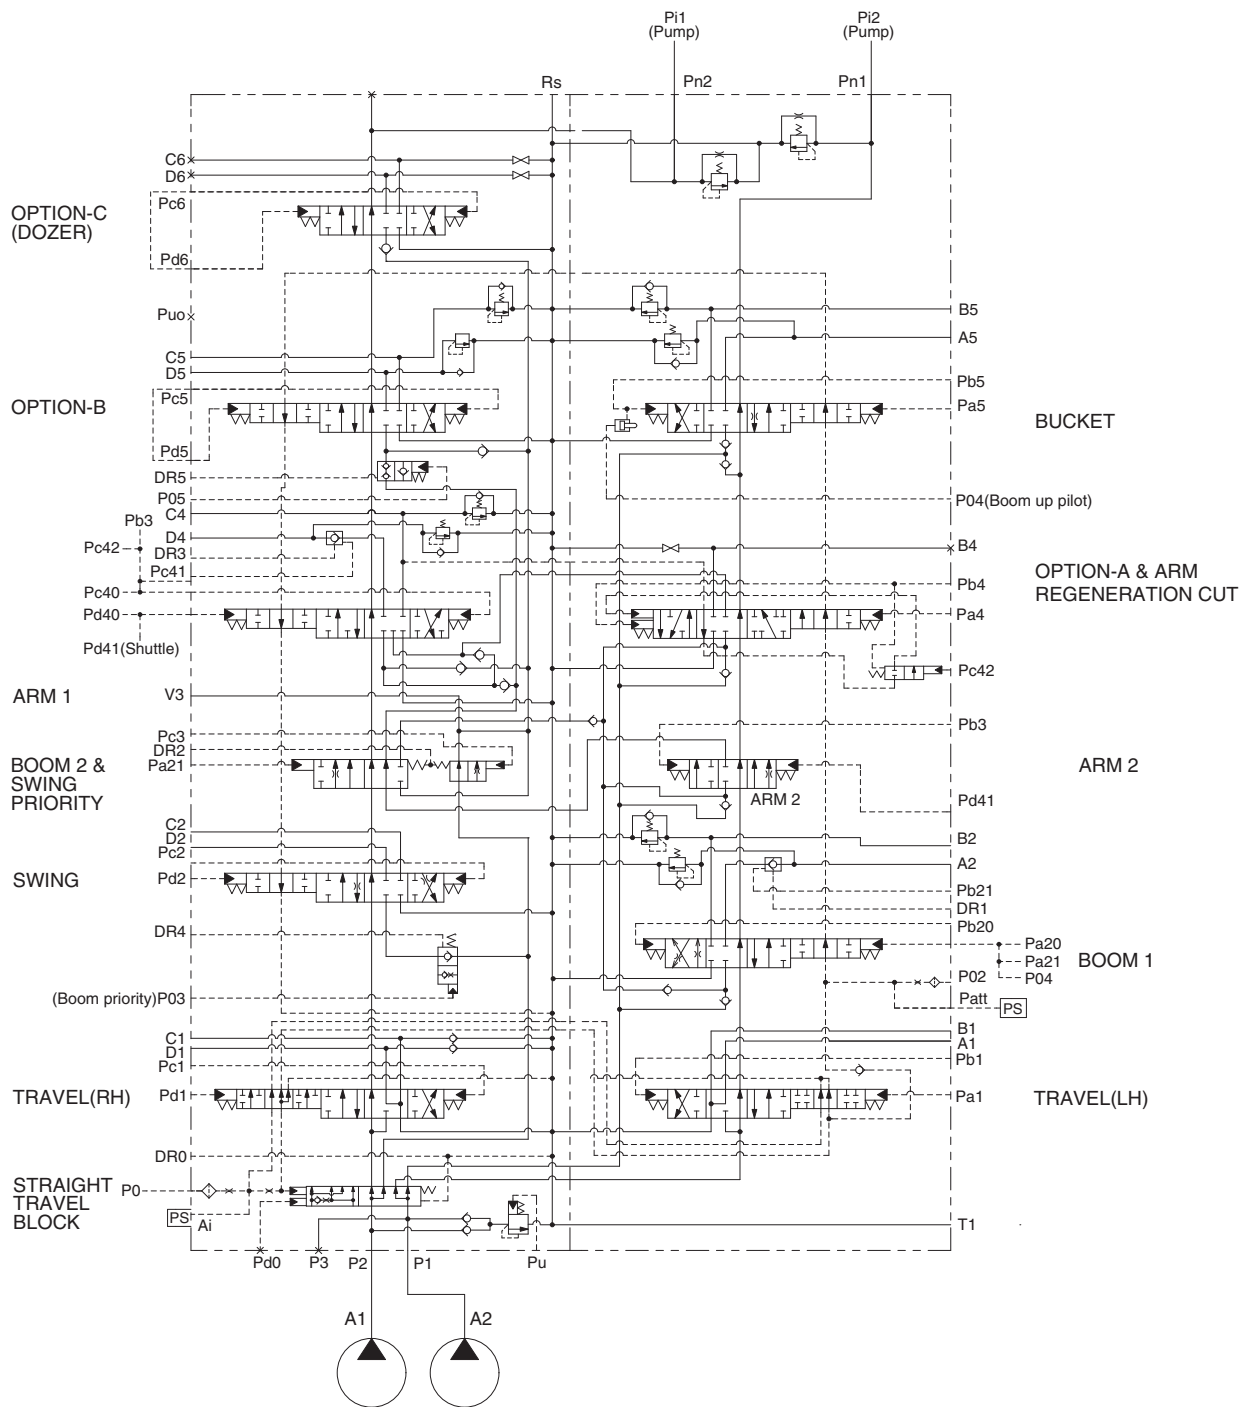 Pi1
(Pump)
Pi2
(Pump)
Rs
Pn2
Pn1
C6
D6
Pc6
OPTION-C
(DOZER)
Pd6
Puo
B5
A5
C5
D5
Pc5
Pb5
Pa5
OPTION-B
BUCKET
Pd5
DR5
P05
P04(Boom up pilot)
C4
Pb3
D4
Pc42
DR3
B4
Pc41
Pc40
OPTION-A & ARM
REGENERATION CUT
Pb4
Pd40
Pa4
Pd41(Shuttle)
Pc42
ARM 1
V3
Pb3
Pc3
DR2
Pa21
BOOM 2 &
SWING
PRIORITY
ARM 2
ARM 2
Pd41
C2
D2
Pc2
B2
A2
SWING
Pd2
Pb21
DR1
Pb20
DR4
Pa20
Pa21
P04
BOOM 1
P02
(Boom priority)P03
Patt
PS
C1
D1
Pc1
B1
A1
Pb1
TRAVEL(RH)
Pd1
Pa1
TRAVEL(LH)
DR0
STRAIGHT
TRAVEL
BLOCK
P0
PS
Ai
T1
Pd0
P3
P2
P1
Pu
A1
A2